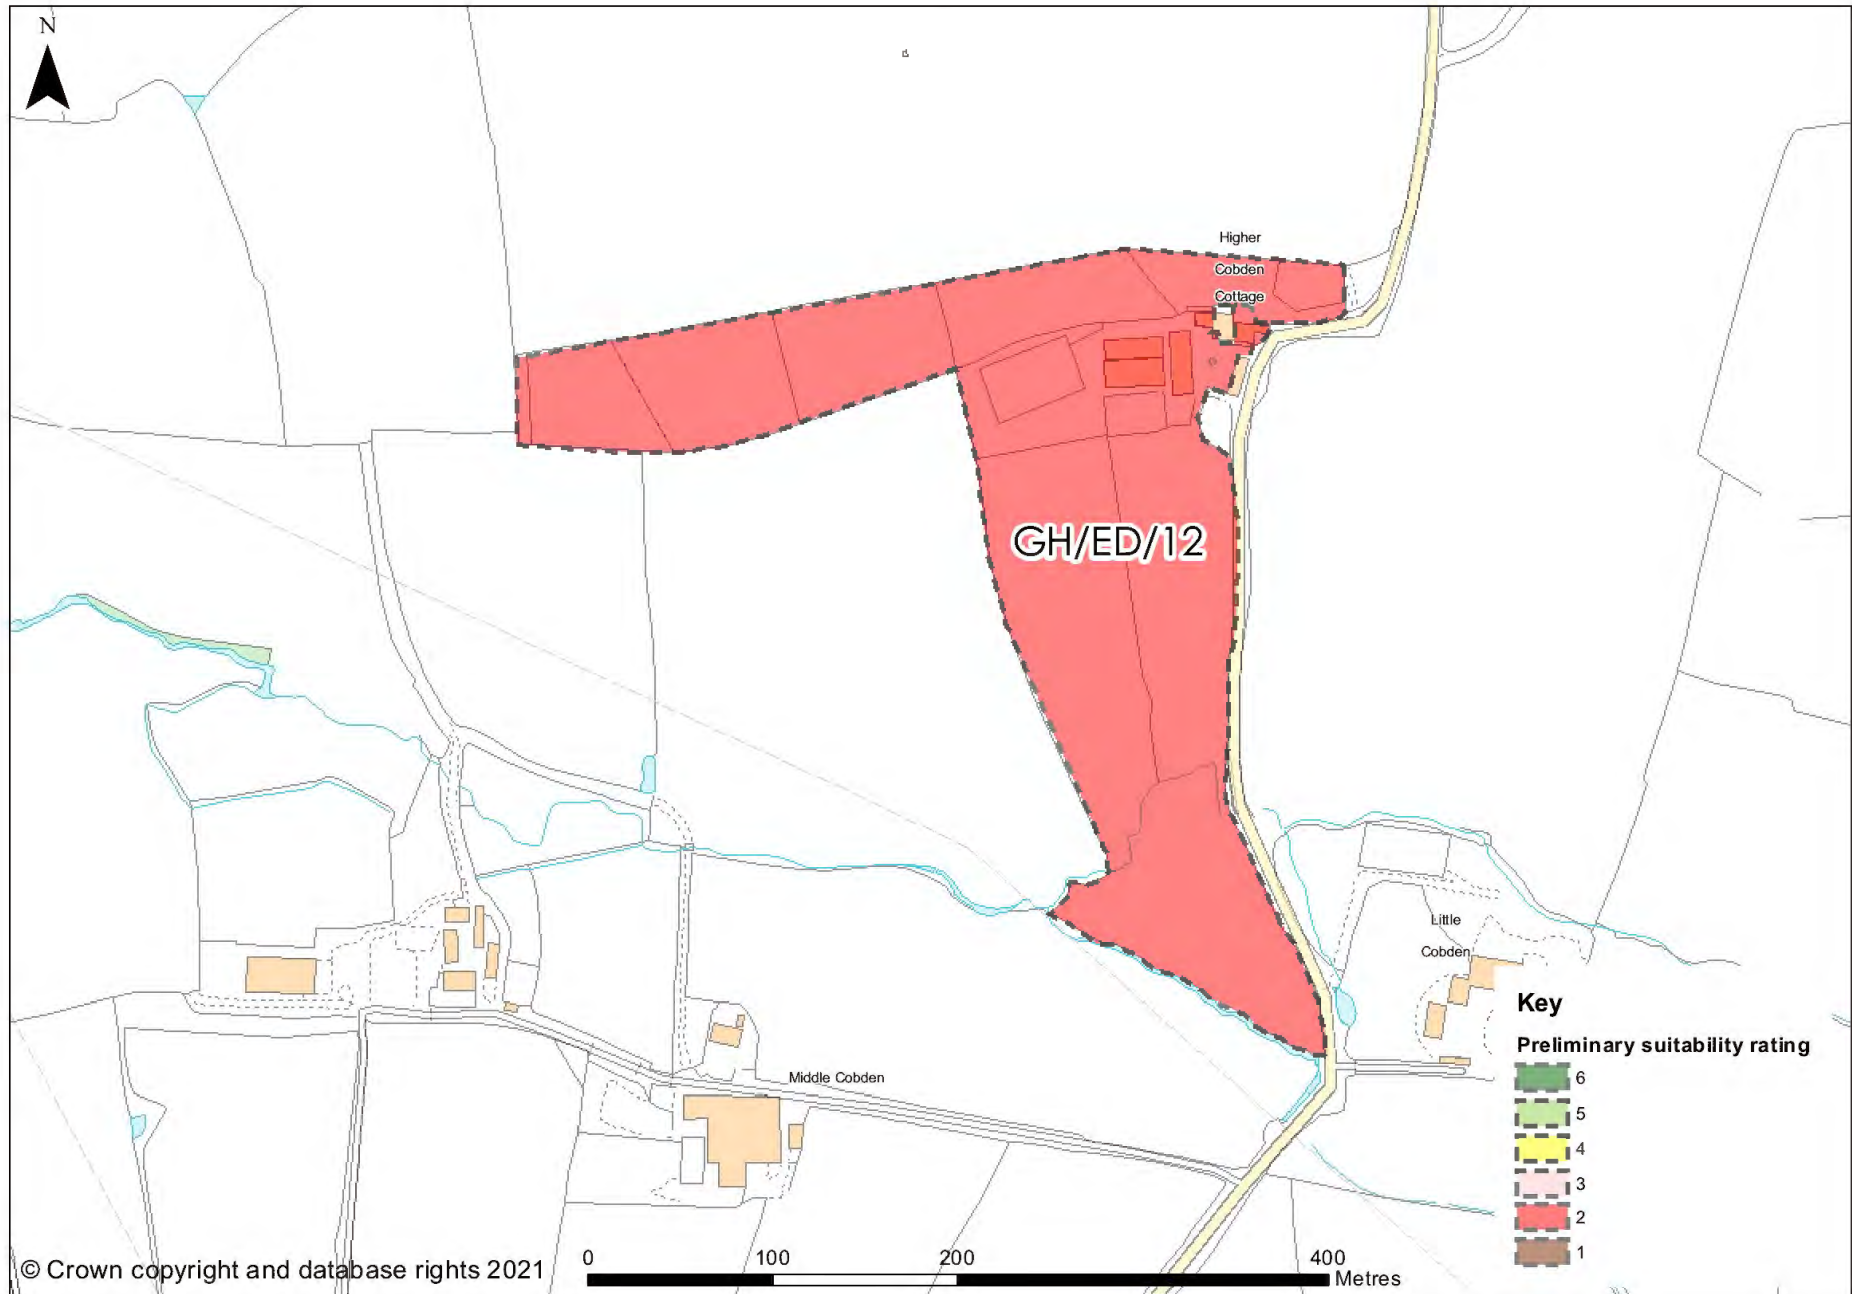 N
Higher
Cobden
Cottage
GH/ED/12
Little
Cobden
Middle Cobden
Key
Preliminary suitability rating
6
5
4
3
2
1
© Crown copyright and database rights 2021
0 100 200 400
Metres